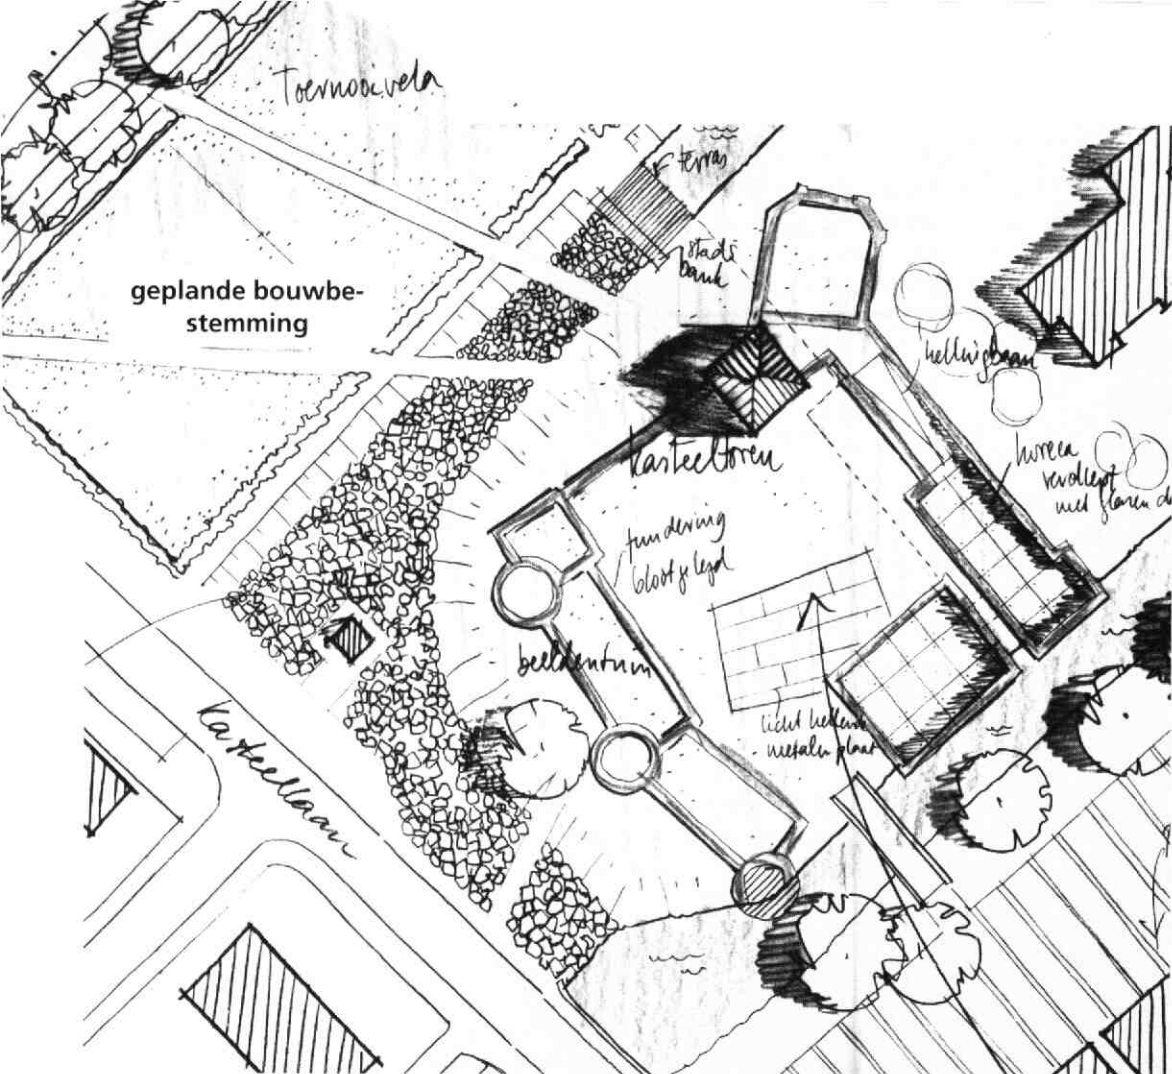 Toernooiveld
terras
stads
bank
geplande bouwbe-
stemming
hellingbaan
kasteeltoren
horeca
verdiept
met glazen
fundering
blootgelegd
beeldentuin
licht hellend
metalen plaat
Kasteellaan